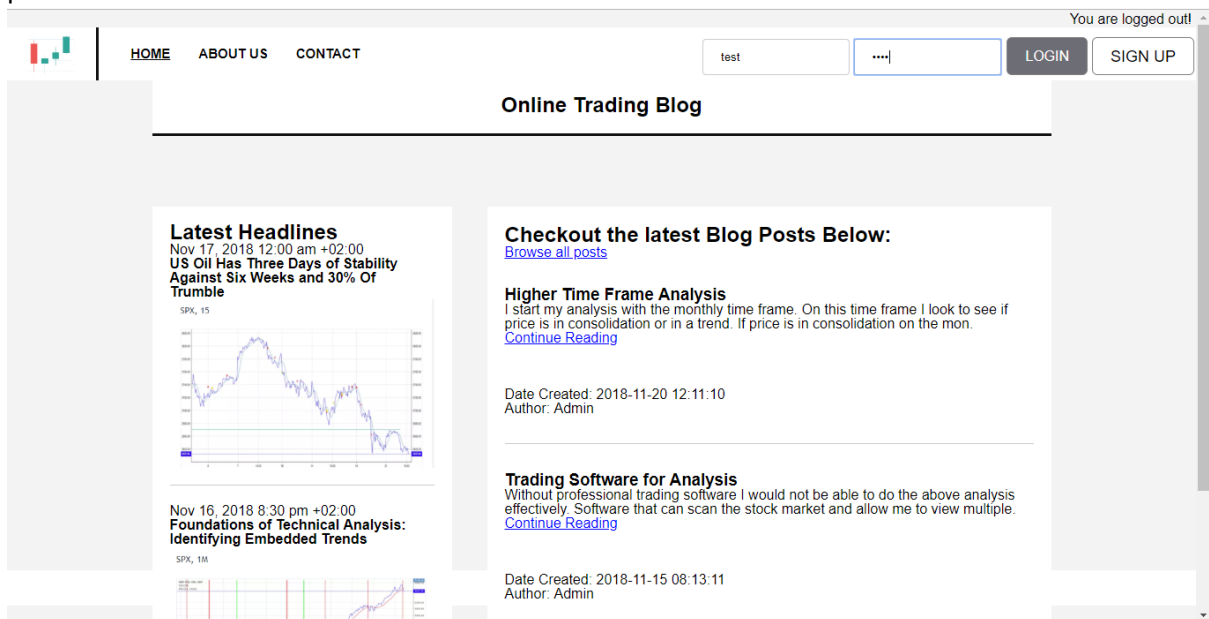 You are logged out!
HOME ABOUT US CONTACT
test
••••
LOGIN
SIGN UP
Online Trading Blog
Latest Headlines
Nov 17, 2018 12:00 am +02:00
US Oil Has Three Days of Stability
Against Six Weeks and 30% Of
Trumble
SPX, 15
Nov 16, 2018 8:30 pm +02:00
Foundations of Technical Analysis:
Identifying Embedded Trends
SPX, 1M
Checkout the latest Blog Posts Below:
Browse all posts
Higher Time Frame Analysis
I start my analysis with the monthly time frame. On this time frame I look to see if
price is in consolidation or in a trend. If price is in consolidation on the mon.
Continue Reading
Date Created: 2018-11-20 12:11:10
Author: Admin
Trading Software for Analysis
Without professional trading software I would not be able to do the above analysis
effectively. Software that can scan the stock market and allow me to view multiple.
Continue Reading
Date Created: 2018-11-15 08:13:11
Author: Admin